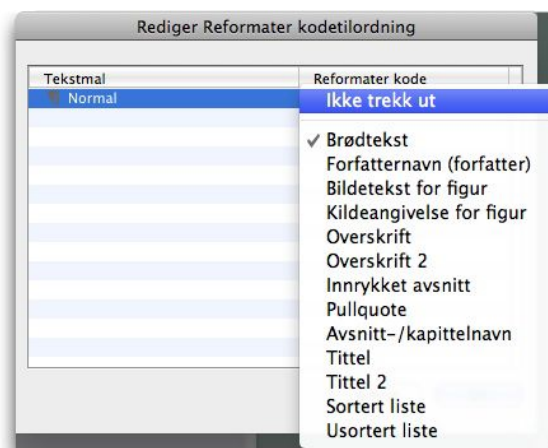 Rediger Reformater kodetilordning
Tekstmal Reformater kode
Normal Ikke trekk ut
✓ Brødtekst
Forfatternavn (forfatter)
Bildetekst for figur
Kildeangivelse for figur
Overskrift
Overskrift 2
Innrykket avsnitt
Pullquote
Avsnitt-/kapittelnavn
Tittel
Tittel 2
Sortert liste
Usortert liste